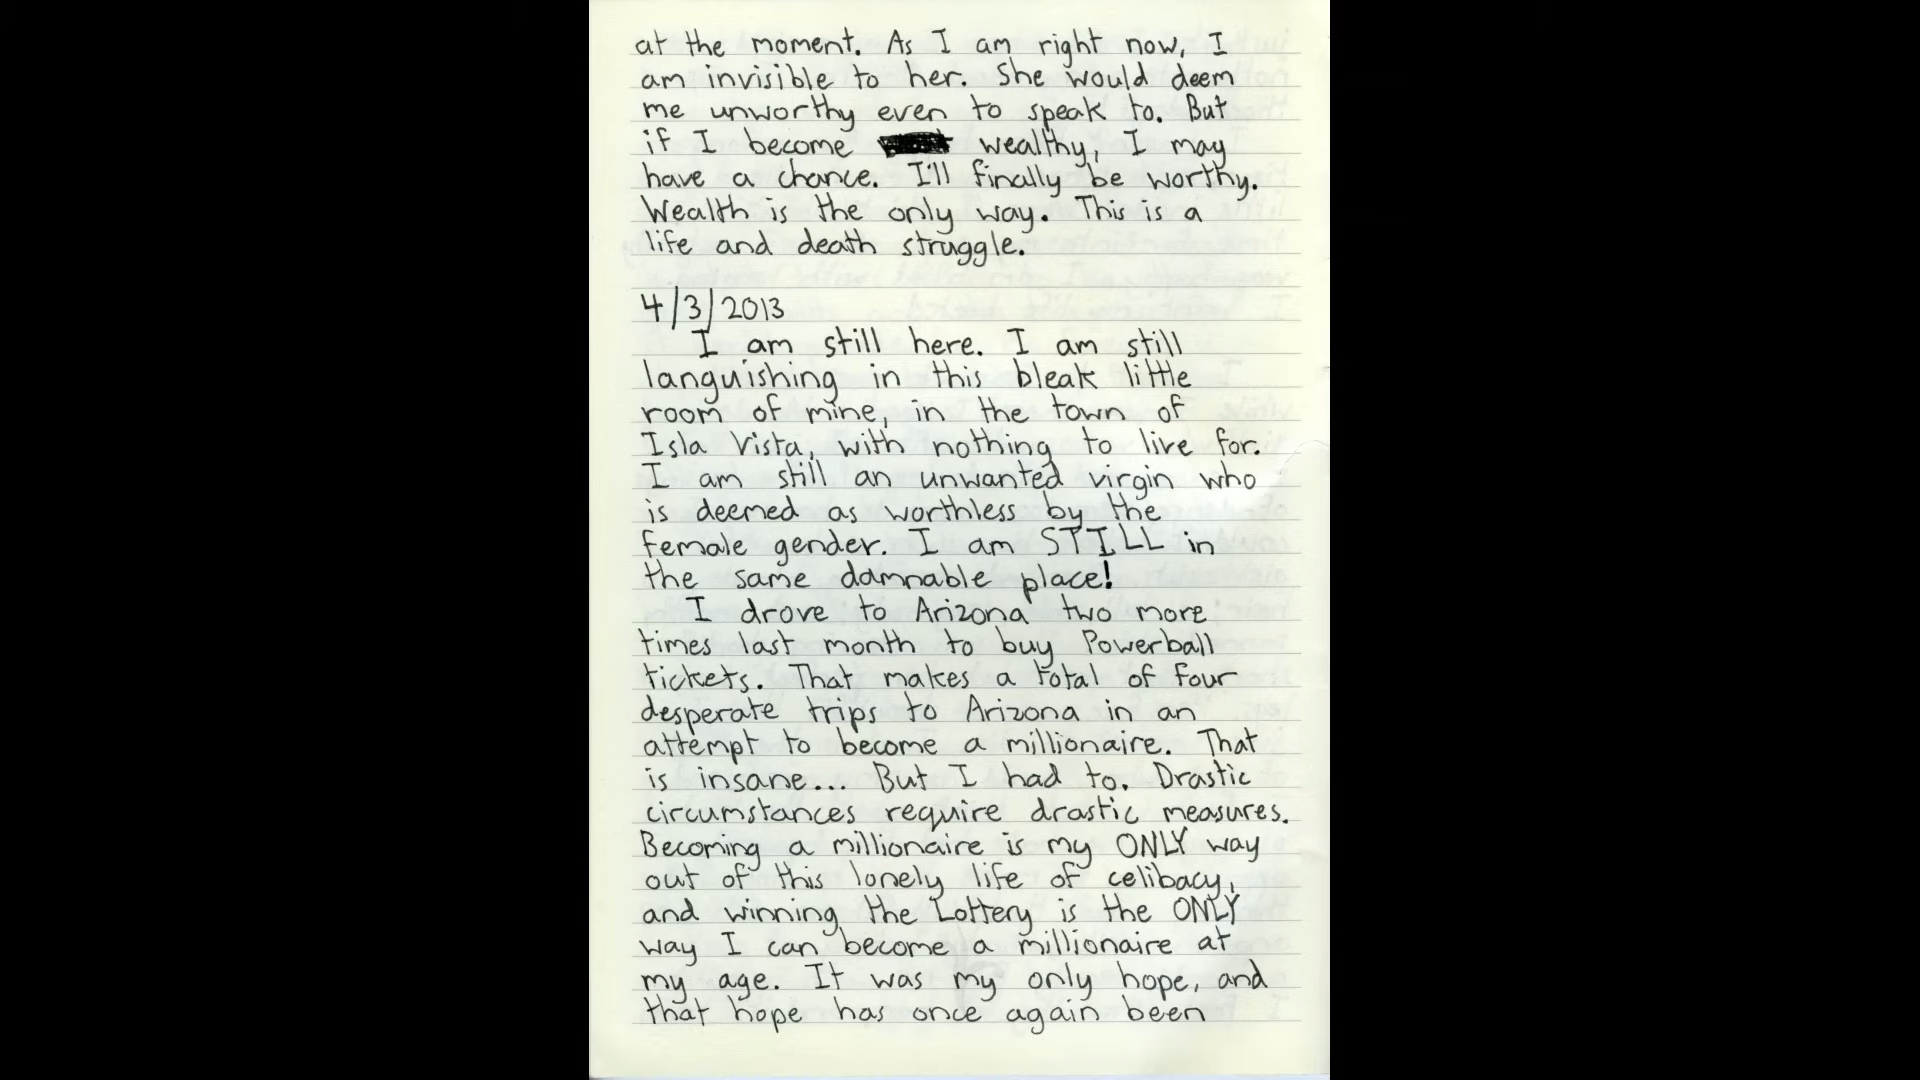 at the moment. As I am right now, I
am invisible to her. She would deem
me unworthy even to speak to. But
if I become wealthy, I may
have a chance. I'll finally be worthy.
Wealth is the only way. This is a
life and death struggle.
4/3/2013
I am still here. I am still
languishing in this bleak little
room of mine, in the town of
Isla Vista, with nothing to live for.
I am still an unwanted virgin who
is deemed as worthless by the
female gender. I am STILL in
the same damnable place!
I drove to Arizona two more
times last month to buy Powerball
tickets. That makes a total of four
desperate trips to Arizona in an
attempt to become a millionaire. That
is insane... But I had to. Drastic
circumstances require drastic measures.
Becoming a millionaire is my ONLY way
out of this lonely life of celibacy,
and winning the Lottery is the ONLY
way I can become a millionaire at
my age. It was my only hope, and
that hope has once again been